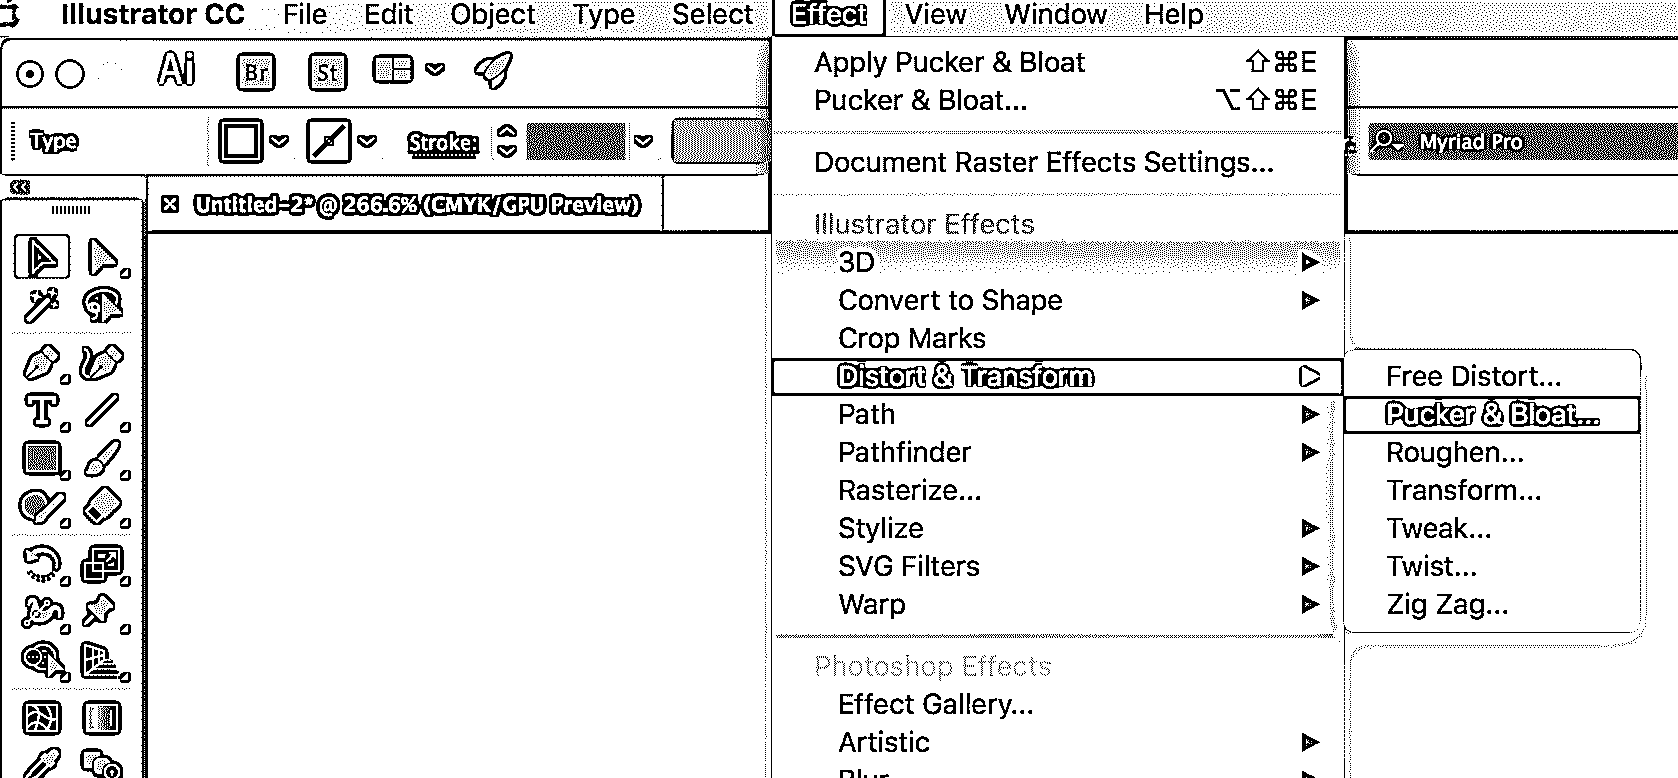 Illustrator CC File Edit Object Type Select Effect View Window Help
Ai Br St
Type Stroke: Myriad Pro
Untitled-2* @ 266.6% (CMYK/GPU Preview)
Apply Pucker & Bloat ⇧⌘E
Pucker & Bloat... ⌥⇧⌘E
Document Raster Effects Settings...
Illustrator Effects
3D
Convert to Shape
Crop Marks
Distort & Transform
Path
Pathfinder
Rasterize...
Stylize
SVG Filters
Warp
Photoshop Effects
Effect Gallery...
Artistic
Free Distort...
Pucker & Bloat...
Roughen...
Transform...
Tweak...
Twist...
Zig Zag...